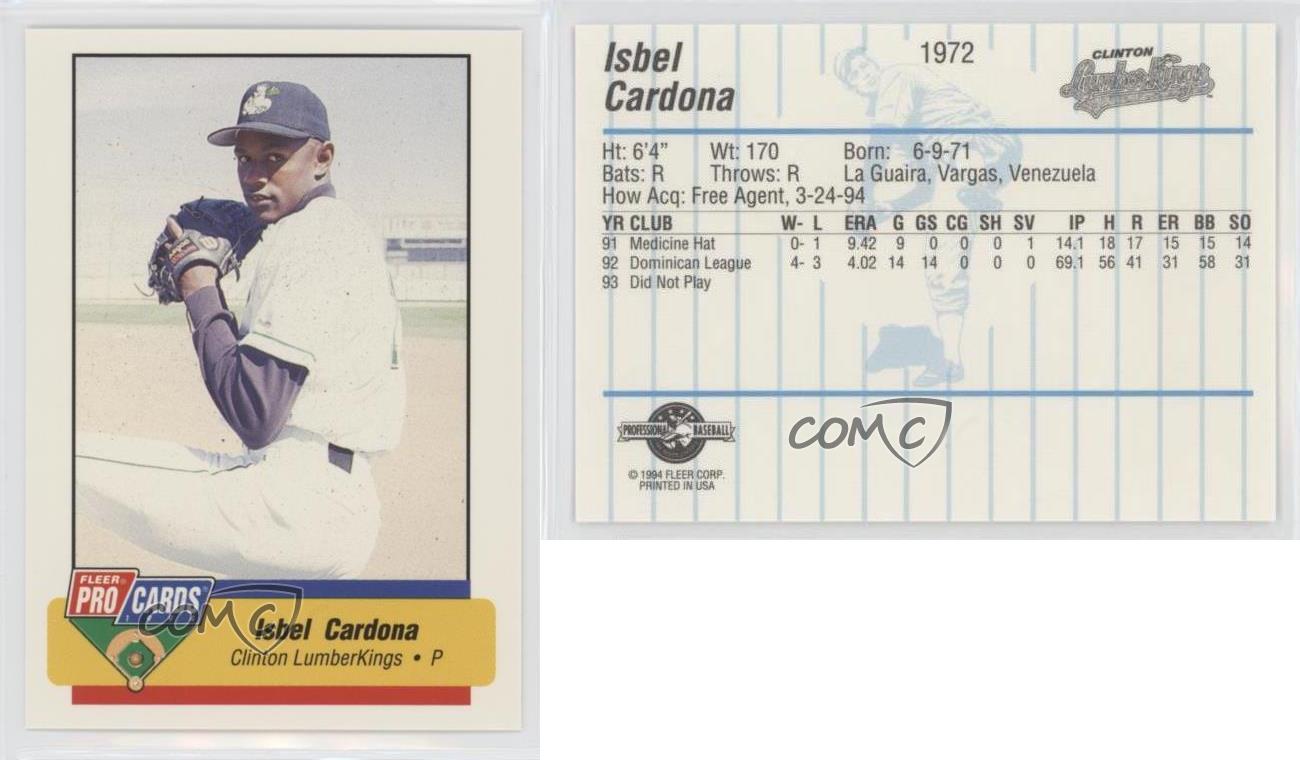 FLEER
PRO CARDS
Isbel Cardona
Clinton LumberKings • P
COMC
Isbel
Cardona
1972
CLINTON
LumberKings
Ht: 6'4" Wt: 170 Born: 6-9-71
Bats: R Throws: R La Guaira, Vargas, Venezuela
How Acq: Free Agent, 3-24-94
YR CLUB W- L ERA G GS CG SH SV IP H R ER BB SO
91 Medicine Hat 0- 1 9.42 9 0 0 0 1 14.1 18 17 15 15 14
92 Dominican League 4- 3 4.02 14 14 0 0 0 69.1 56 41 31 58 31
93 Did Not Play
PROFESSIONAL BASEBALL
© 1994 FLEER CORP.
PRINTED IN USA
COMC